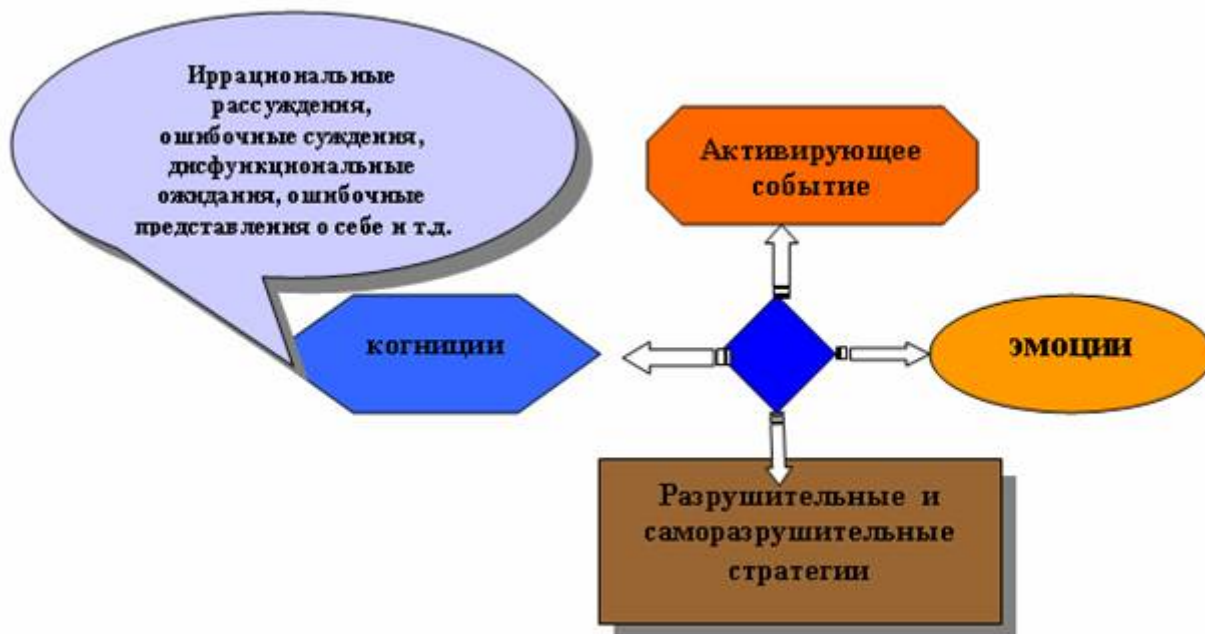 Иррациональные
рассуждения,
ошибочные суждения,
дисфункциональные
ожидания, ошибочные
представления о себе и т.д.
Активирующее
событие
когниции
эмоции
Разрушительные и
саморазрушительные
стратегии